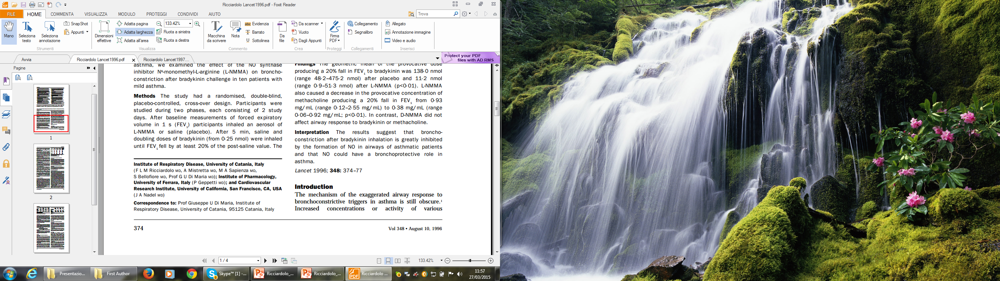 Ricciardolo Lancet1996.pdf - Foxit Reader
FILE HOME COMMENTA VISUALIZZA MODULO PROTEGGI CONDIVIDI AIUTO Trova
Mano
Seleziona testo
Seleziona annotazione
SnapShot
Appunti
Strumenti
Dimensioni effettive
Adatta pagina
Adatta larghezza
Adatta all'area
133.42%
Ruota a sinistra
Ruota a destra
Visualizza
Macchina da scrivere
Nota
Evidenzia
Barrato
Sottolinea
Commento
Da file
Da scanner
Vuoto
Dagli Appunti
Crea
Firma PDF
Proteggi
Collegamento
Segnalibro
Collegamenti
Allegato
Annotazione immagine
Video e audio
Inserisci
Avvia Ricciardolo Lancet1996.pdf Ricciardolo Lancet1997....
Protect your PDF
files with AD RMS
Pagine
1
2
asthma, we examined the effect of the NO synthase
inhibitor Nᴳ-monomethyl-L-arginine (L-NMMA) on broncho-
constriction after bradykinin challenge in ten patients with
mild asthma.
Methods The study had a randomised, double-blind,
placebo-controlled, cross-over design. Participants were
studied during two phases, each consisting of 2 study
days. After baseline measurements of forced expiratory
volume in 1 s (FEV₁) participants inhaled an aerosol of
L-NMMA or saline (placebo). After 5 min, saline and
doubling doses of bradykinin (from 0·25 nmol) were inhaled
until FEV₁ fell by at least 20% of the post-saline value. The
Institute of Respiratory Disease, University of Catania, Italy
(F L M Ricciardolo MD, A Mistretta MD, M A Sapienza MD,
S Bellofiore MD, Prof G U Di Maria MD); Institute of Pharmacology,
University of Ferrara, Italy (P Geppetti MD); and Cardiovascular
Research Institute, University of California, San Francisco, CA, USA
(J A Nadel MD)
Correspondence to: Prof Giuseppe U Di Maria, Institute of
Respiratory Disease, University of Catania, 95125 Catania, Italy
374
Findings The geometric mean of the provocative dose
producing a 20% fall in FEV₁ to bradykinin was 138·0 nmol
(range 48·2–475·2 nmol) after placebo and 11·2 nmol
(range 0·9–51·3 nmol) after L-NMMA (p<0·01). L-NMMA
also caused a decrease in the provocative concentration of
methacholine producing a 20% fall in FEV₁ from 0·93
mg/mL (range 0·12–2·55 mg/mL) to 0·38 mg/mL (range
0·06–0·92 mg/mL; p<0·01). In contrast, D-NMMA did not
affect airway response to bradykinin or methacholine.
Interpretation The results suggest that broncho-
constriction after bradykinin inhalation is greatly inhibited
by the formation of NO in airways of asthmatic patients
and that NO could have a bronchoprotective role in
asthma.
Lancet 1996; 348: 374–77
Introduction
The mechanism of the exaggerated airway response to
bronchoconstrictive triggers in asthma is still obscure.¹
Increased concentrations or activity of various
Vol 348 • August 10, 1996
1 / 4
133.42%
Presentazio... First Author Skype™ [1] -... Ricciardolo_... Ricciardolo_... Ricciardolo ...
11:57
27/03/2015